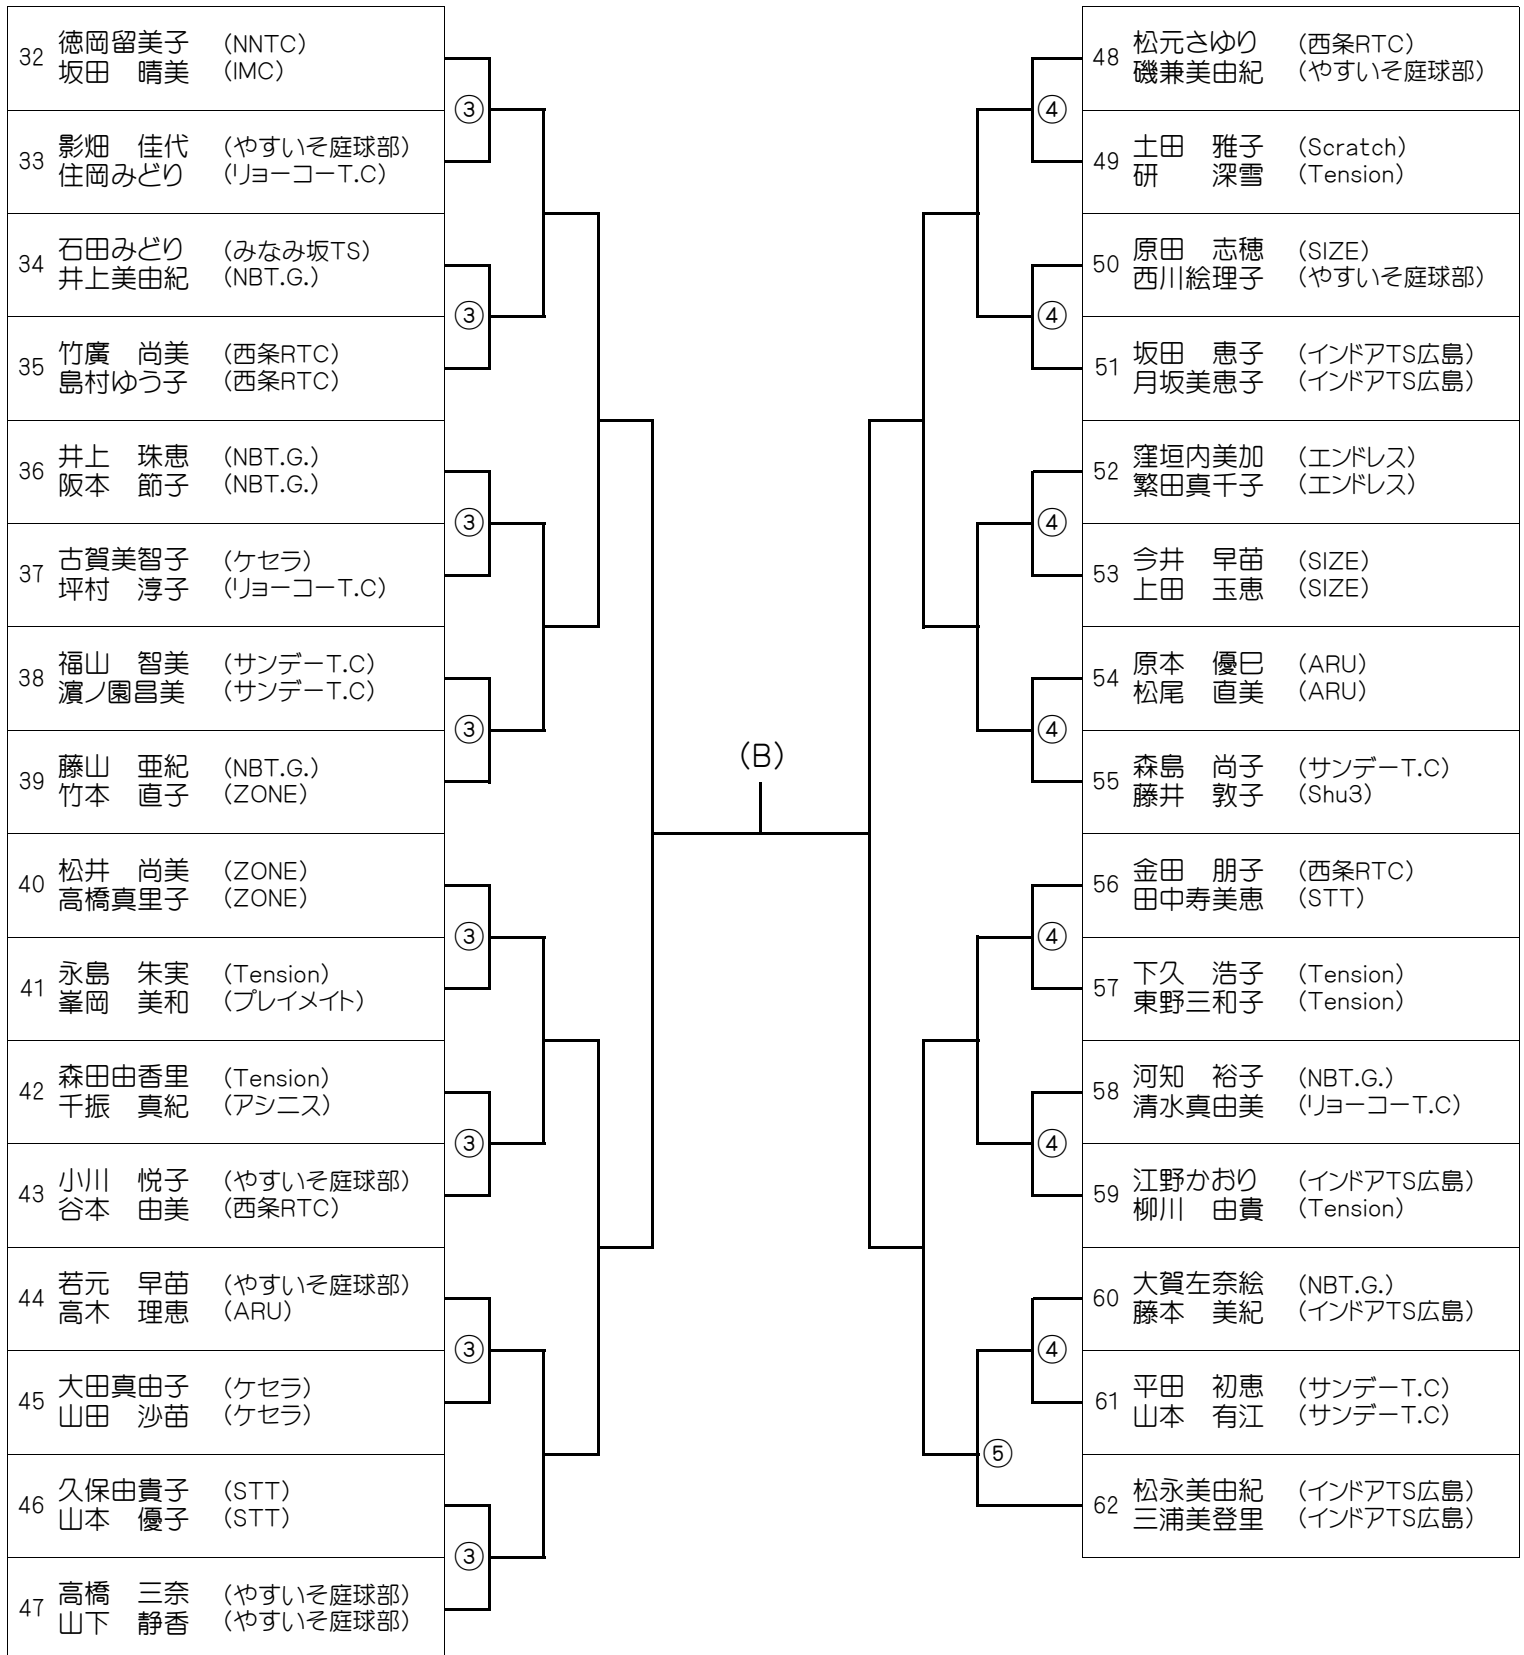 32 徳岡留美子 (NNTC)
坂田 晴美 (IMC)
③
33 影畑 佳代 (やすいそ庭球部)
住岡みどり (リョーコーT.C)
34 石田みどり (みなみ坂TS)
井上美由紀 (NBT.G.)
③
35 竹廣 尚美 (西条RTC)
島村ゆう子 (西条RTC)
36 井上 珠恵 (NBT.G.)
阪本 節子 (NBT.G.)
③
37 古賀美智子 (ケセラ)
坪村 淳子 (リョーコーT.C)
38 福山 智美 (サンデーT.C)
濵ノ園昌美 (サンデーT.C)
③
39 藤山 亜紀 (NBT.G.)
竹本 直子 (ZONE)
40 松井 尚美 (ZONE)
高橋真里子 (ZONE)
③
41 永島 朱実 (Tension)
峯岡 美和 (プレイメイト)
42 森田由香里 (Tension)
千振 真紀 (アシニス)
③
43 小川 悦子 (やすいそ庭球部)
谷本 由美 (西条RTC)
44 若元 早苗 (やすいそ庭球部)
高木 理恵 (ARU)
③
45 大田真由子 (ケセラ)
山田 沙苗 (ケセラ)
46 久保由貴子 (STT)
山本 優子 (STT)
③
47 高橋 三奈 (やすいそ庭球部)
山下 静香 (やすいそ庭球部)
(B)
48 松元さゆり (西条RTC)
磯兼美由紀 (やすいそ庭球部)
④
49 土田 雅子 (Scratch)
研 深雪 (Tension)
50 原田 志穂 (SIZE)
西川絵理子 (やすいそ庭球部)
④
51 坂田 恵子 (インドアTS広島)
月坂美恵子 (インドアTS広島)
52 窪垣内美加 (エンドレス)
繁田真千子 (エンドレス)
④
53 今井 早苗 (SIZE)
上田 玉恵 (SIZE)
54 原本 優巳 (ARU)
松尾 直美 (ARU)
④
55 森島 尚子 (サンデーT.C)
藤井 敦子 (Shu3)
56 金田 朋子 (西条RTC)
田中寿美恵 (STT)
④
57 下久 浩子 (Tension)
東野三和子 (Tension)
58 河知 裕子 (NBT.G.)
清水真由美 (リョーコーT.C)
④
59 江野かおり (インドアTS広島)
柳川 由貴 (Tension)
60 大賀左奈絵 (NBT.G.)
藤本 美紀 (インドアTS広島)
④
61 平田 初恵 (サンデーT.C)
山本 有江 (サンデーT.C)
⑤
62 松永美由紀 (インドアTS広島)
三浦美登里 (インドアTS広島)